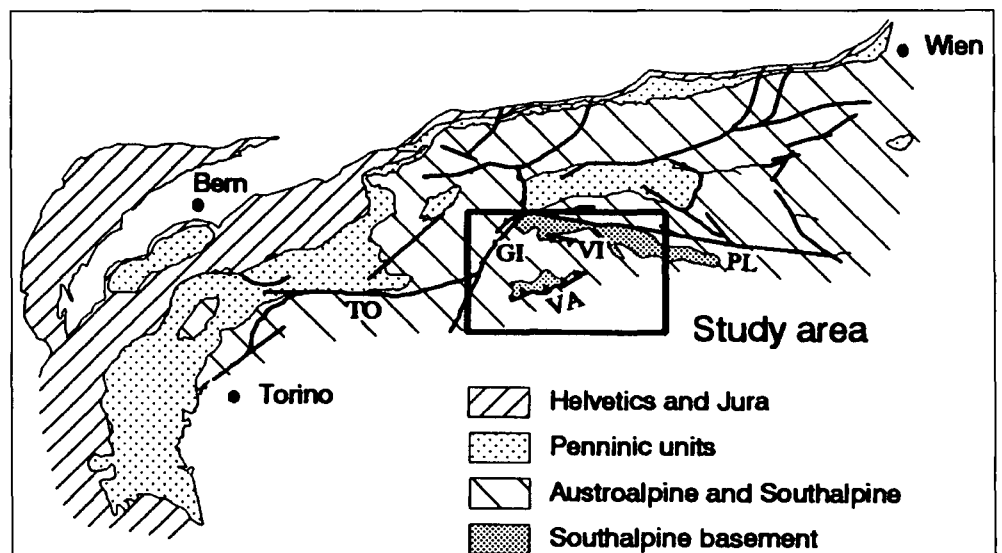 Wien
Bern
GI
VI
PL
VA
TO
Study area
Torino
Helvetics and Jura
Penninic units
Austroalpine and Southalpine
Southalpine basement